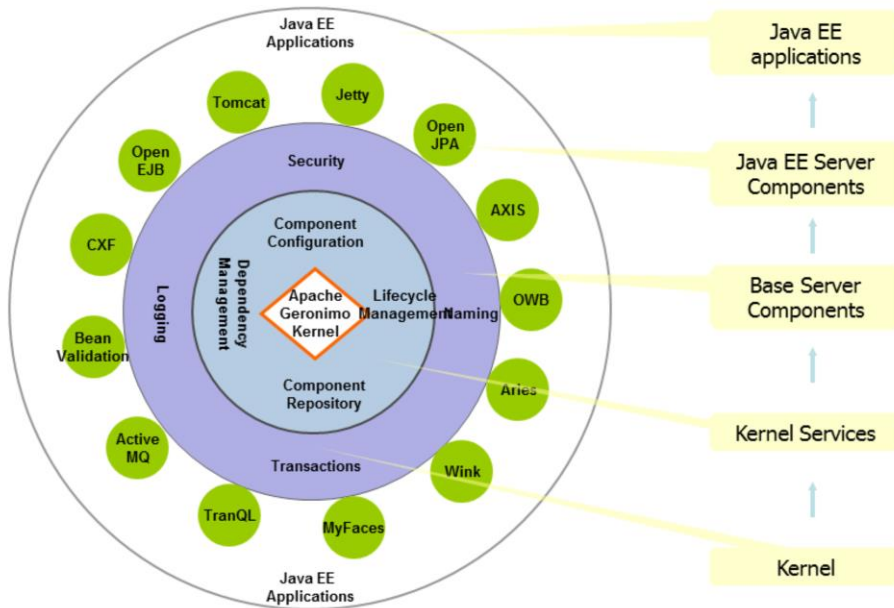 Java EE
Applications
Tomcat
Jetty
Open
JPA
Open
EJB
AXIS
CXF
OWB
Bean
Validation
Aries
Active
MQ
Wink
TranQL
MyFaces
Security
Logging
Naming
Transactions
Component
Configuration
Dependency
Management
Lifecycle
Management
Component
Repository
Apache
Geronimo
Kernel
Java EE
Applications
Java EE
applications
Java EE Server
Components
Base Server
Components
Kernel Services
Kernel